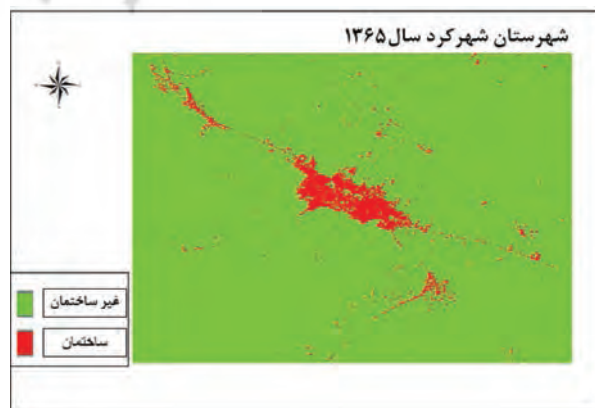 شهرستان شهرکرد سال ۱۳۶۵
غیر ساختمان
ساختمان